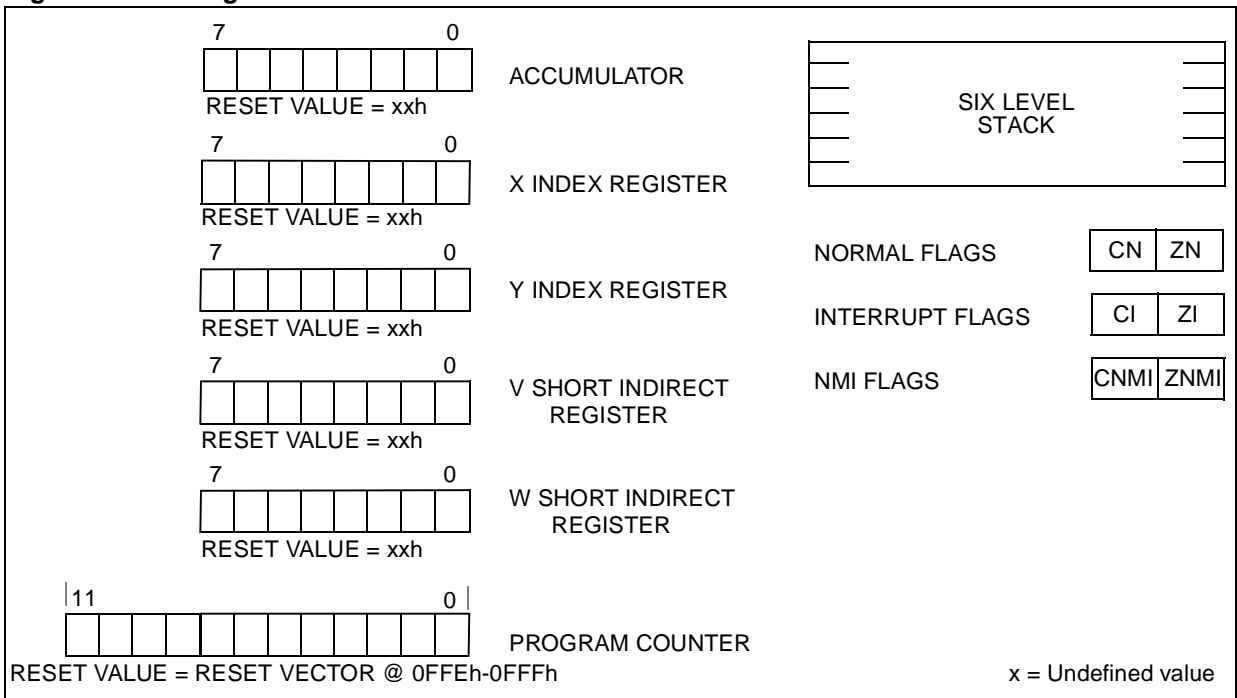 7 0
ACCUMULATOR
RESET VALUE = xxh
7 0
X INDEX REGISTER
RESET VALUE = xxh
7 0
Y INDEX REGISTER
RESET VALUE = xxh
7 0
V SHORT INDIRECT
REGISTER
RESET VALUE = xxh
7 0
W SHORT INDIRECT
REGISTER
RESET VALUE = xxh
11 0
PROGRAM COUNTER
RESET VALUE = RESET VECTOR @ 0FFEh-0FFFh
SIX LEVEL
STACK
NORMAL FLAGS CN ZN
INTERRUPT FLAGS CI ZI
NMI FLAGS CNMI ZNMI
x = Undefined value